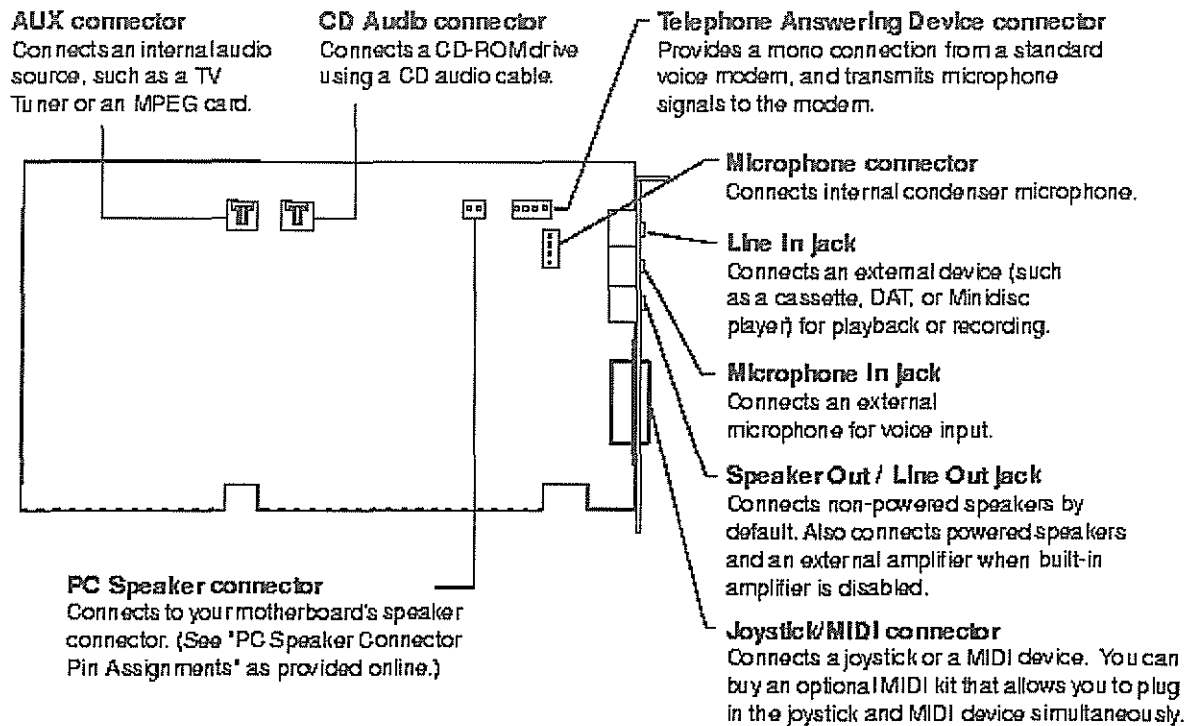 AUX connector
Connects an internal audio
source, such as a TV
Tuner or an MPEG card.
CD Audio connector
Connects a CD-ROM drive
using a CD audio cable.
Telephone Answering Device connector
Provides a mono connection from a standard
voice modem, and transmits microphone
signals to the modem.
Microphone connector
Connects internal condenser microphone.
Line In Jack
Connects an external device (such
as a cassette, DAT, or Minidisc
player) for playback or recording.
Microphone In Jack
Connects an external
microphone for voice input.
Speaker Out / Line Out Jack
Connects non-powered speakers by
default. Also connects powered speakers
and an external amplifier when built-in
amplifier is disabled.
PC Speaker connector
Connects to your motherboard's speaker
connector. (See "PC Speaker Connector
Pin Assignments" as provided online.)
Joystick/MIDI connector
Connects a joystick or a MIDI device. You can
buy an optional MIDI kit that allows you to plug
in the joystick and MIDI device simultaneously.